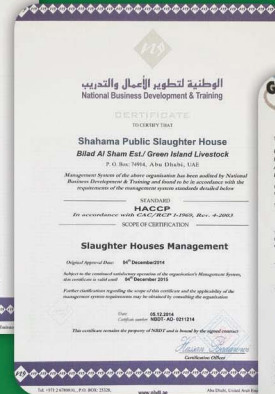 الوطنية لتطوير الأعمال والتدريب
National Business Development & Training
CERTIFICATE
TO CERTIFY THAT
Shahama Public Slaughter House
Bilad Al Sham Est./ Green Island Livestock
P. O. Box: 74916, Abu Dhabi, UAE
Management System of the above organisation has been audited by National
Business Development & Training and found to be in accordance with the
requirements of the management system standards detailed below
STANDARD
HACCP
In accordance with CAC/RCP 1-1969, Rev. 4-2003
SCOPE OF CERTIFICATION
Slaughter Houses Management
Original Approval Date: 04th December2014
Subject to the continued satisfactory operation of the organization's Management System,
this certificate is valid until 04th December 2015
Further clarifications regarding the scope of this certificate and the applicability of the
management system requirements may be obtained by consulting the organisation
Date: 05.12.2014
Certificate number: NBDT- AD- 0211214
This certificate remains the property of NBDT and is bound by the signed contract
Certification Officer
P.O. BOX: 25328,